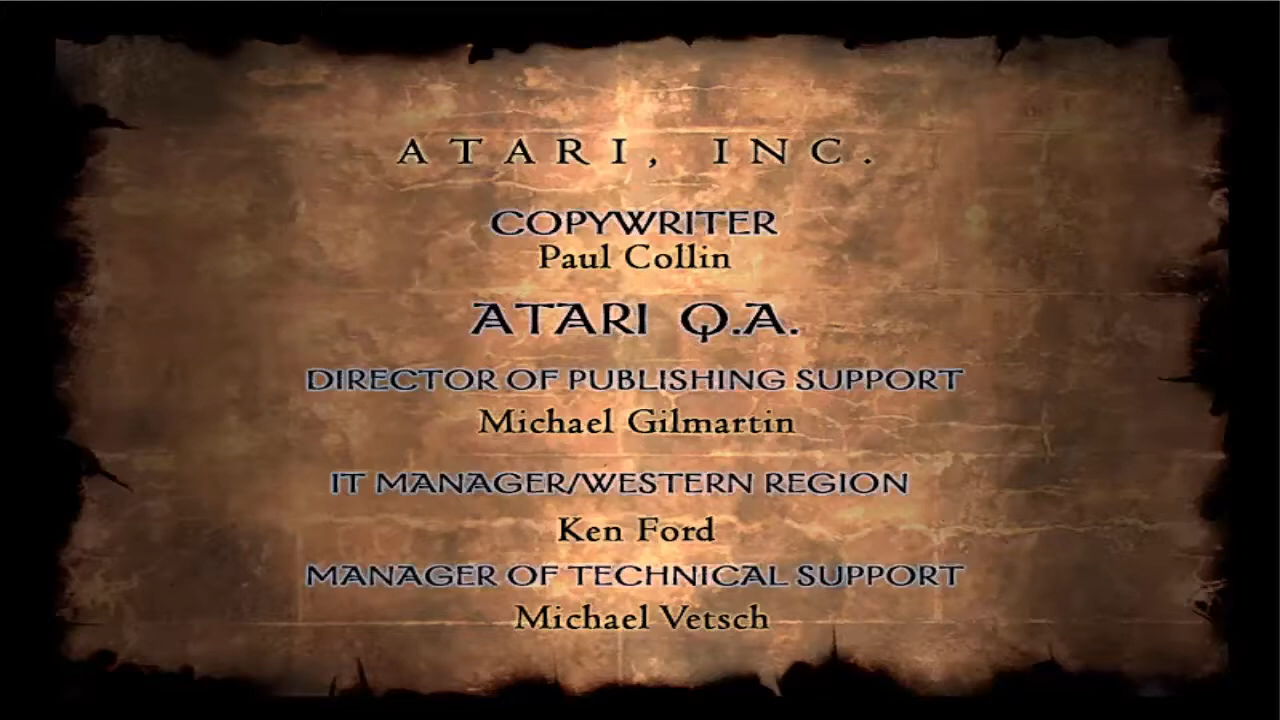 ATARI, INC.
COPYWRITER
Paul Collin
ATARI Q.A.
DIRECTOR OF PUBLISHING SUPPORT
Michael Gilmartin
IT MANAGER/WESTERN REGION
Ken Ford
MANAGER OF TECHNICAL SUPPORT
Michael Vetsch